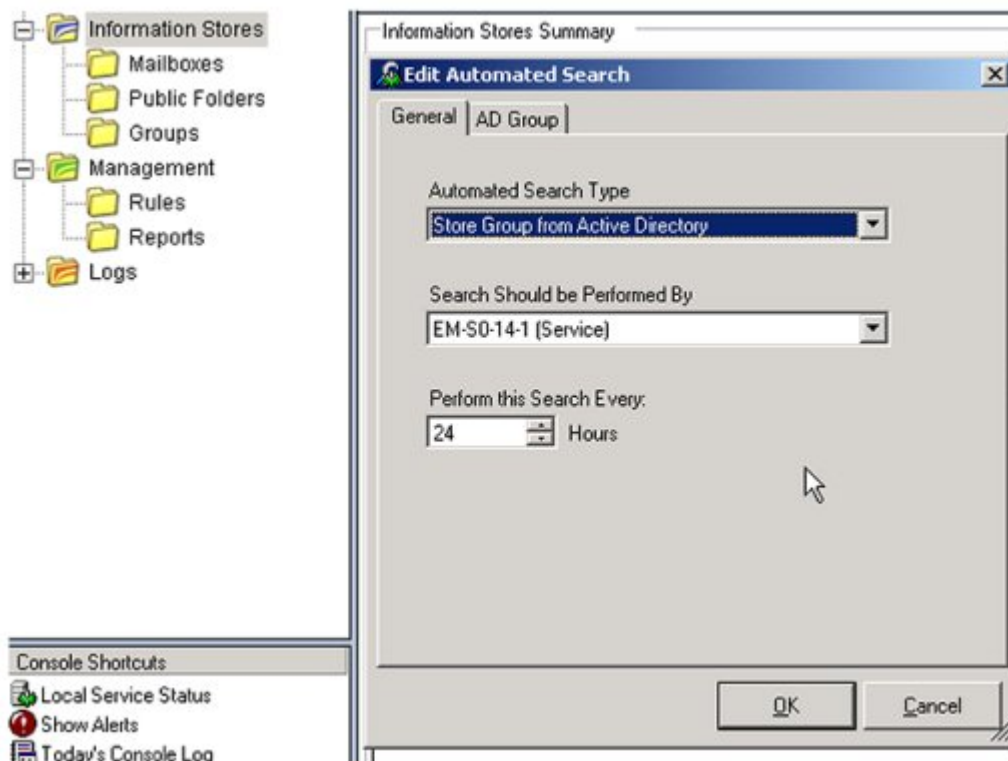 Information Stores
Mailboxes
Public Folders
Groups
Management
Rules
Reports
Logs
Console Shortcuts
Local Service Status
Show Alerts
Today's Console Log
Information Stores Summary
Edit Automated Search
General
AD Group
Automated Search Type
Store Group from Active Directory
Search Should be Performed By
EM-S0-14-1 (Service)
Perform this Search Every:
24 Hours
OK
Cancel